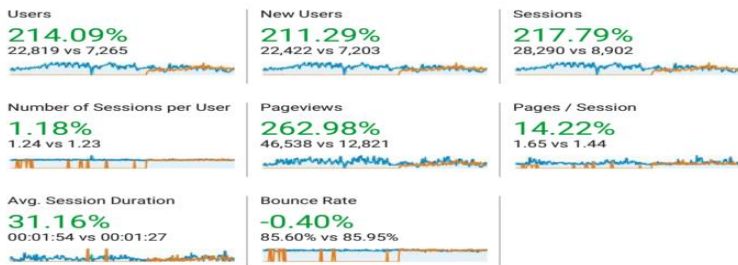 Users
214.09%
22,819 vs 7,265
New Users
211.29%
22,422 vs 7,203
Sessions
217.79%
28,290 vs 8,902
Number of Sessions per User
1.18%
1.24 vs 1.23
Pageviews
262.98%
46,538 vs 12,821
Pages / Session
14.22%
1.65 vs 1.44
Avg. Session Duration
31.16%
00:01:54 vs 00:01:27
Bounce Rate
-0.40%
85.60% vs 85.95%